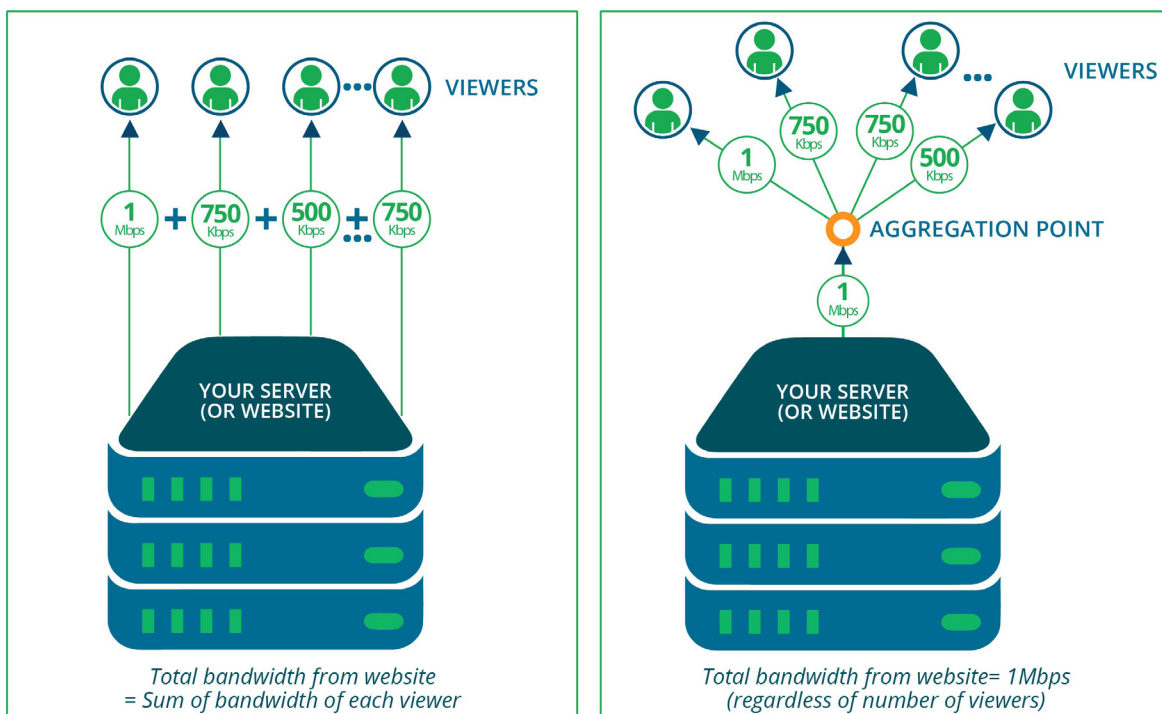 VIEWERS
1
Mbps
+
750
Kbps
+
500
Kbps
+
...
750
Kbps
YOUR SERVER
(OR WEBSITE)
Total bandwidth from website
= Sum of bandwidth of each viewer
...
VIEWERS
750
Kbps
750
Kbps
1
Mbps
500
Kbps
AGGREGATION POINT
1
Mbps
YOUR SERVER
(OR WEBSITE)
Total bandwidth from website= 1Mbps
(regardless of number of viewers)